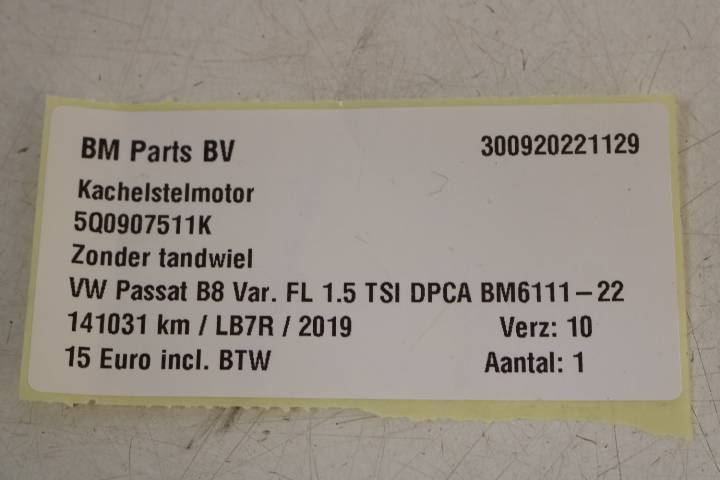 BM Parts BV 300920221129
Kachelstelmotor
5Q0907511K
Zonder tandwiel
VW Passat B8 Var. FL 1.5 TSI DPCA BM6111-22
141031 km / LB7R / 2019 Verz: 10
15 Euro incl. BTW Aantal: 1